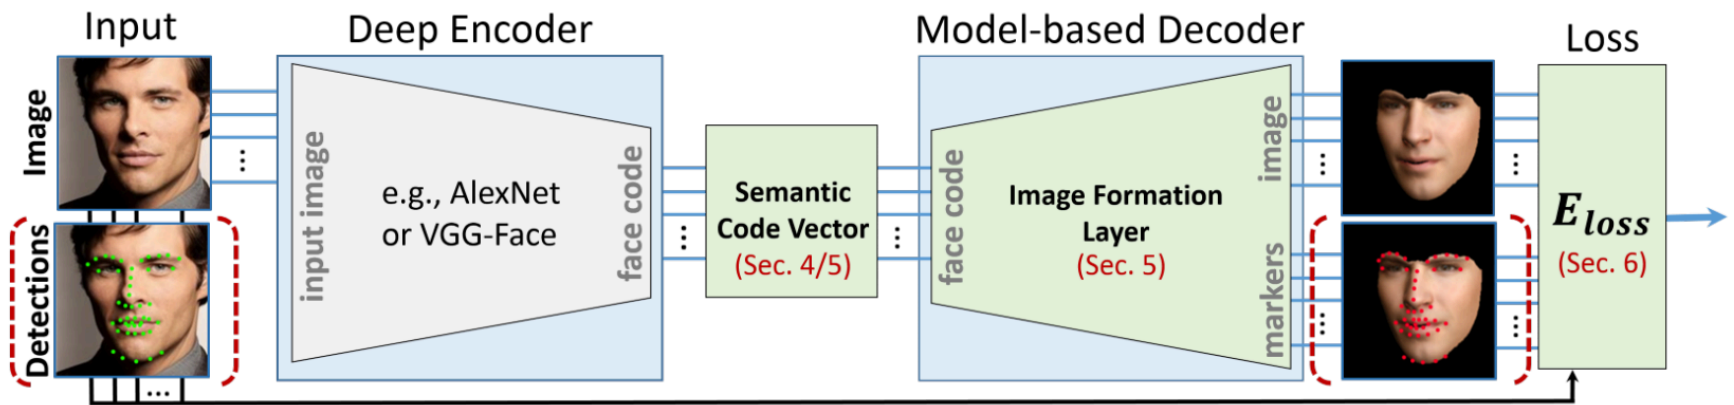 Input
Deep Encoder
Model-based Decoder
Loss
Image
Detections
...
...
input image
e.g., AlexNet
or VGG-Face
face code
...
Semantic
Code Vector
(Sec. 4/5)
...
face code
Image Formation
Layer
(Sec. 5)
image
markers
...
...
...
...
E_loss
(Sec. 6)